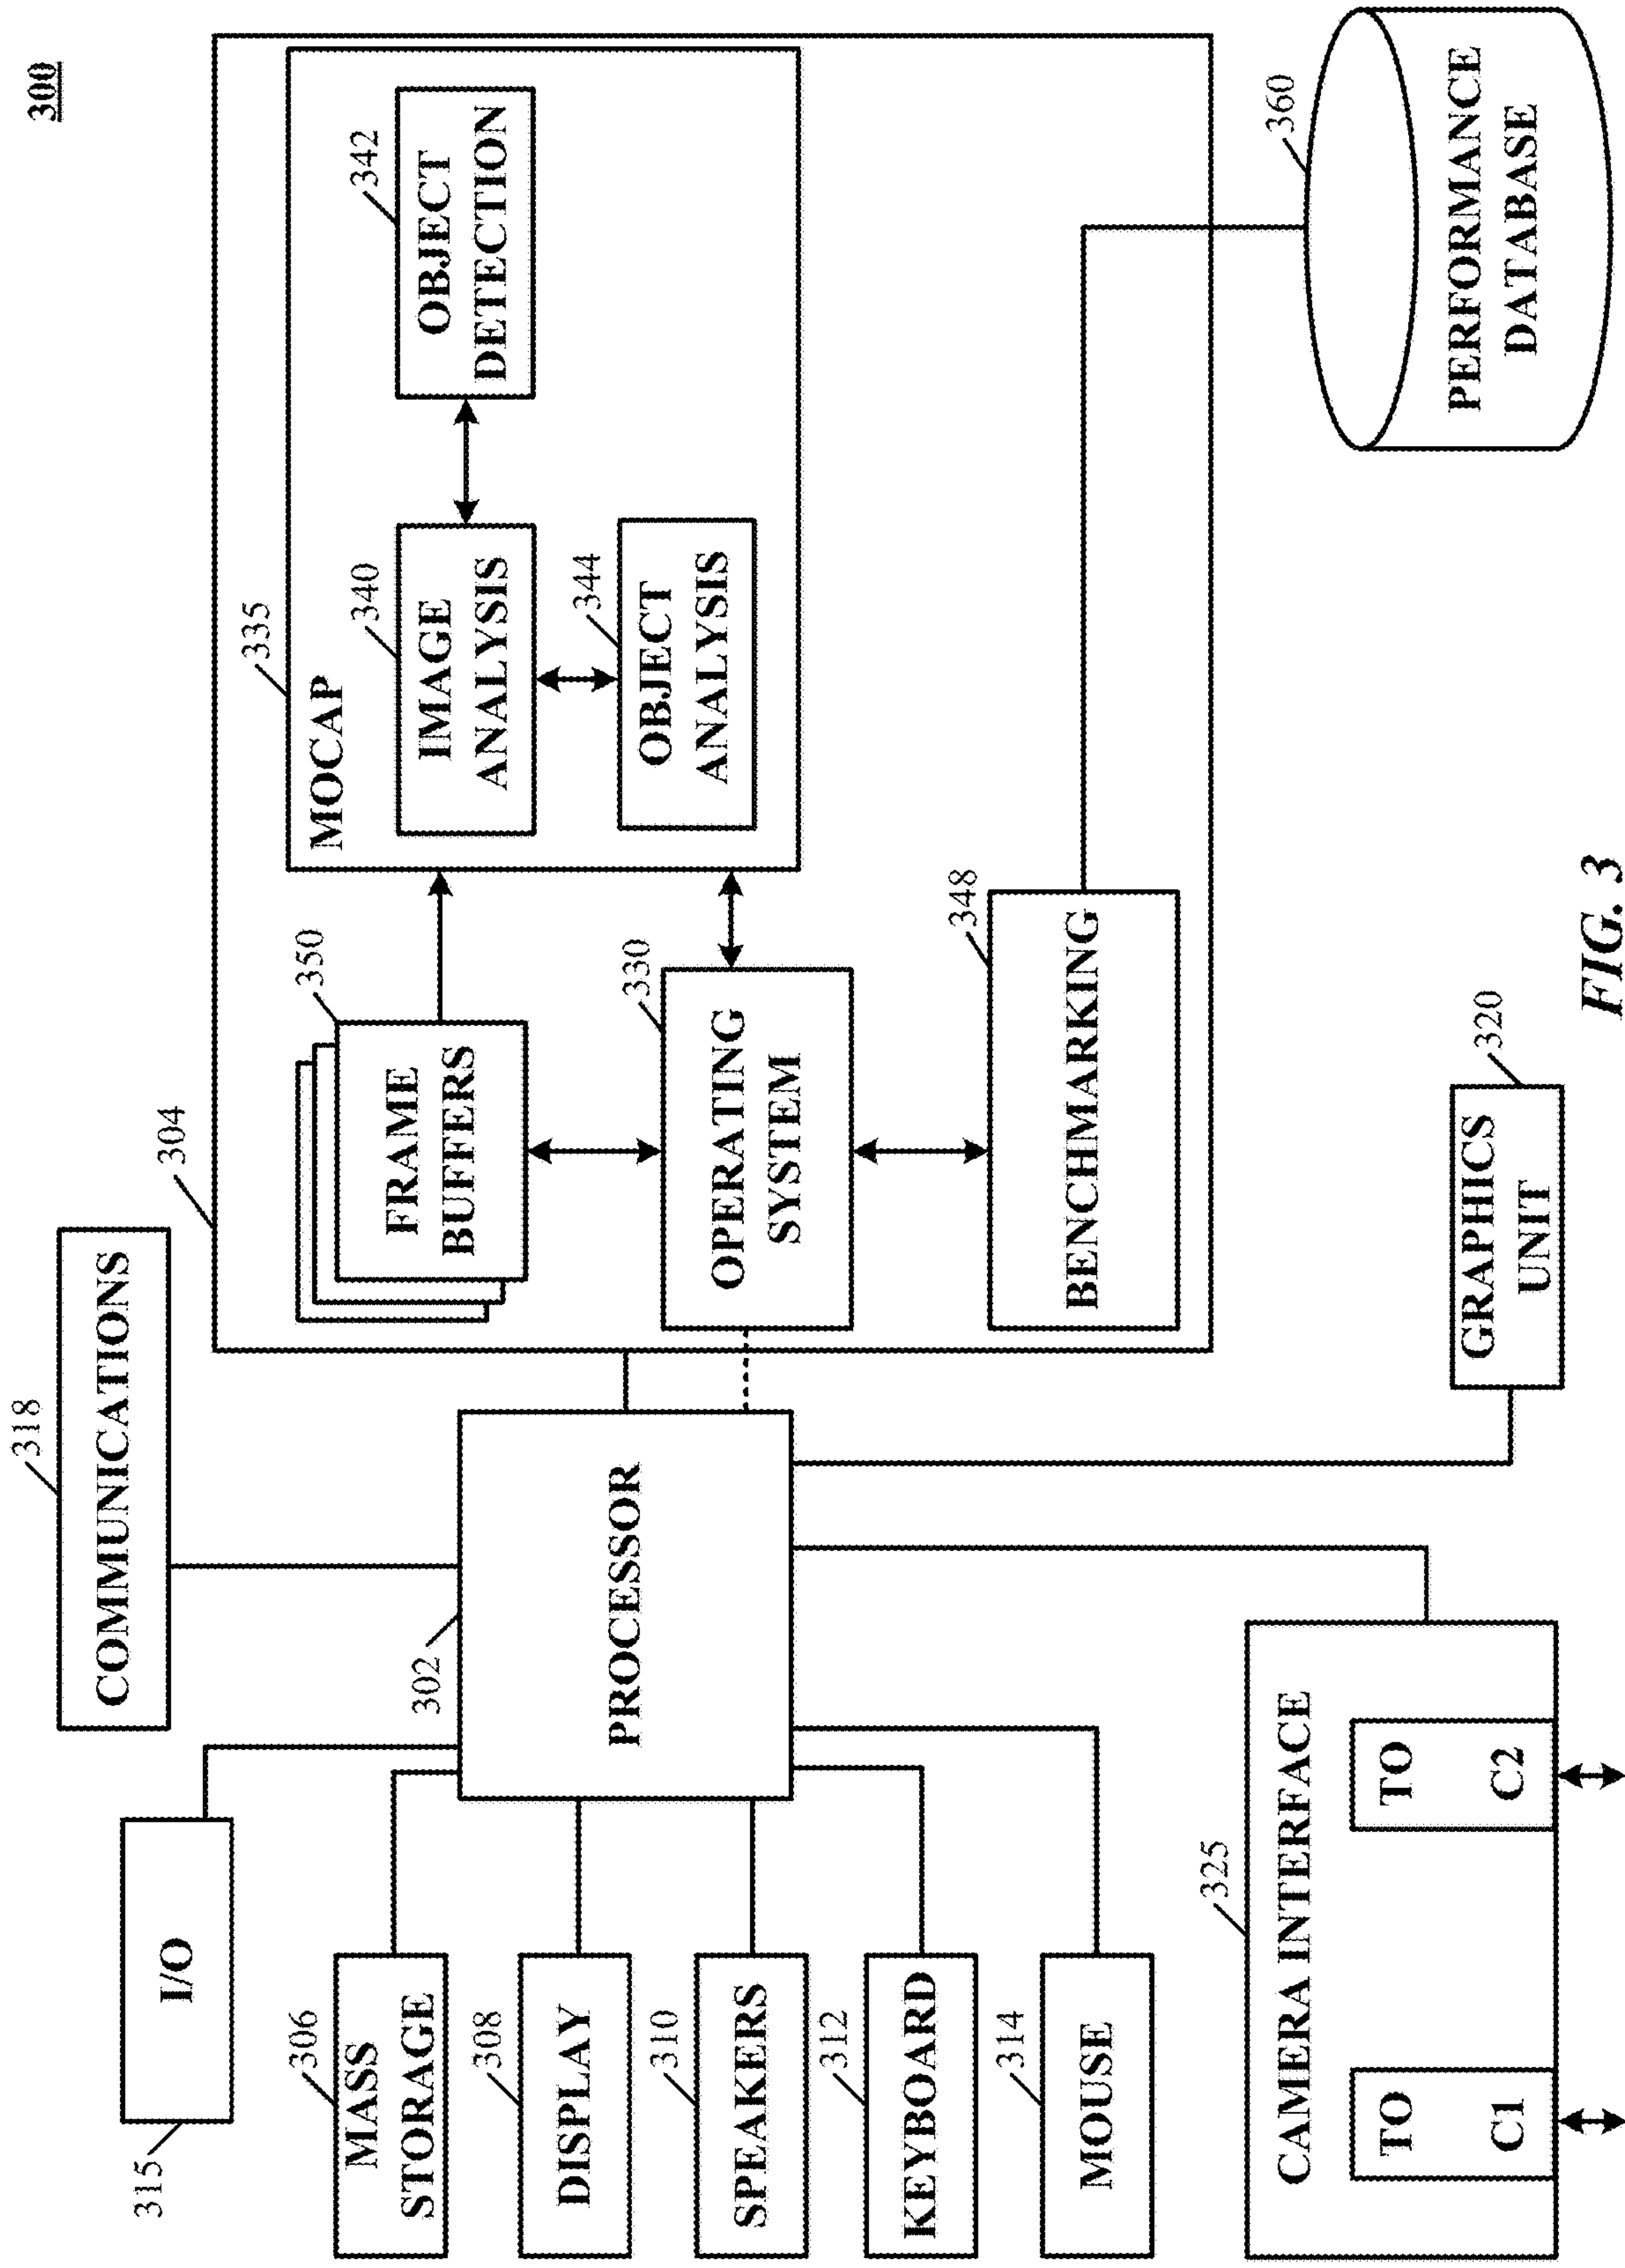 300
318
COMMUNICATIONS
315
I/O
306
MASS
STORAGE
308
DISPLAY
310
SPEAKERS
312
KEYBOARD
314
MOUSE
302
PROCESSOR
304
350
FRAME
BUFFERS
330
OPERATING
SYSTEM
348
BENCHMARKING
335
MOCAP
340
IMAGE
ANALYSIS
342
OBJECT
DETECTION
344
OBJECT
ANALYSIS
360
PERFORMANCE
DATABASE
320
GRAPHICS
UNIT
325
CAMERA INTERFACE
TO
C1
TO
C2
FIG. 3